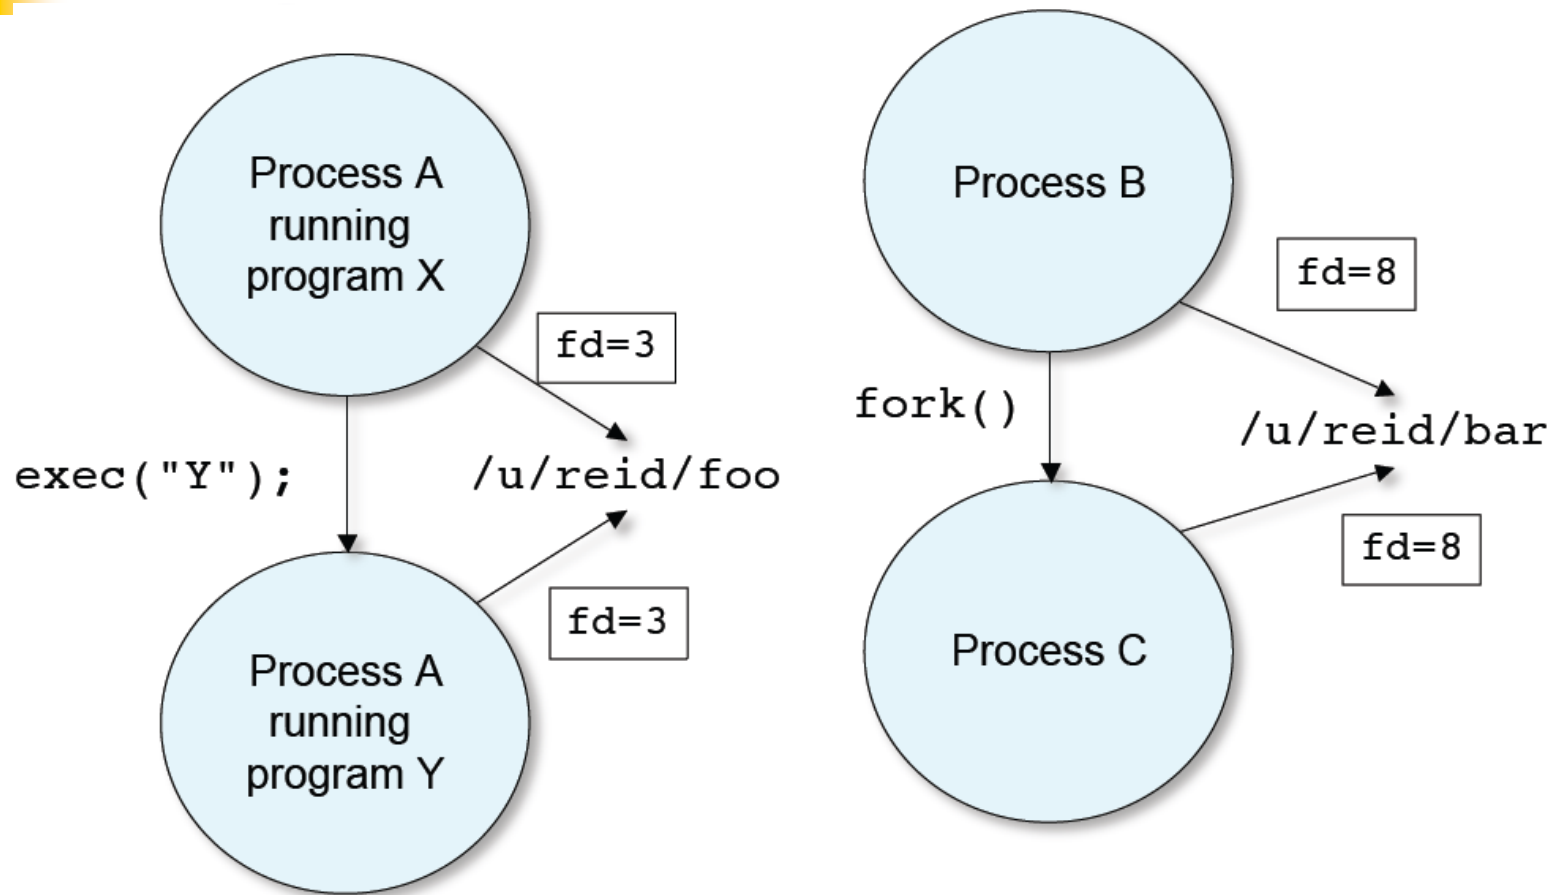 Process A
running
program X
fd=3
exec("Y");
/u/reid/foo
fd=3
Process A
running
program Y
Process B
fd=8
fork()
/u/reid/bar
fd=8
Process C